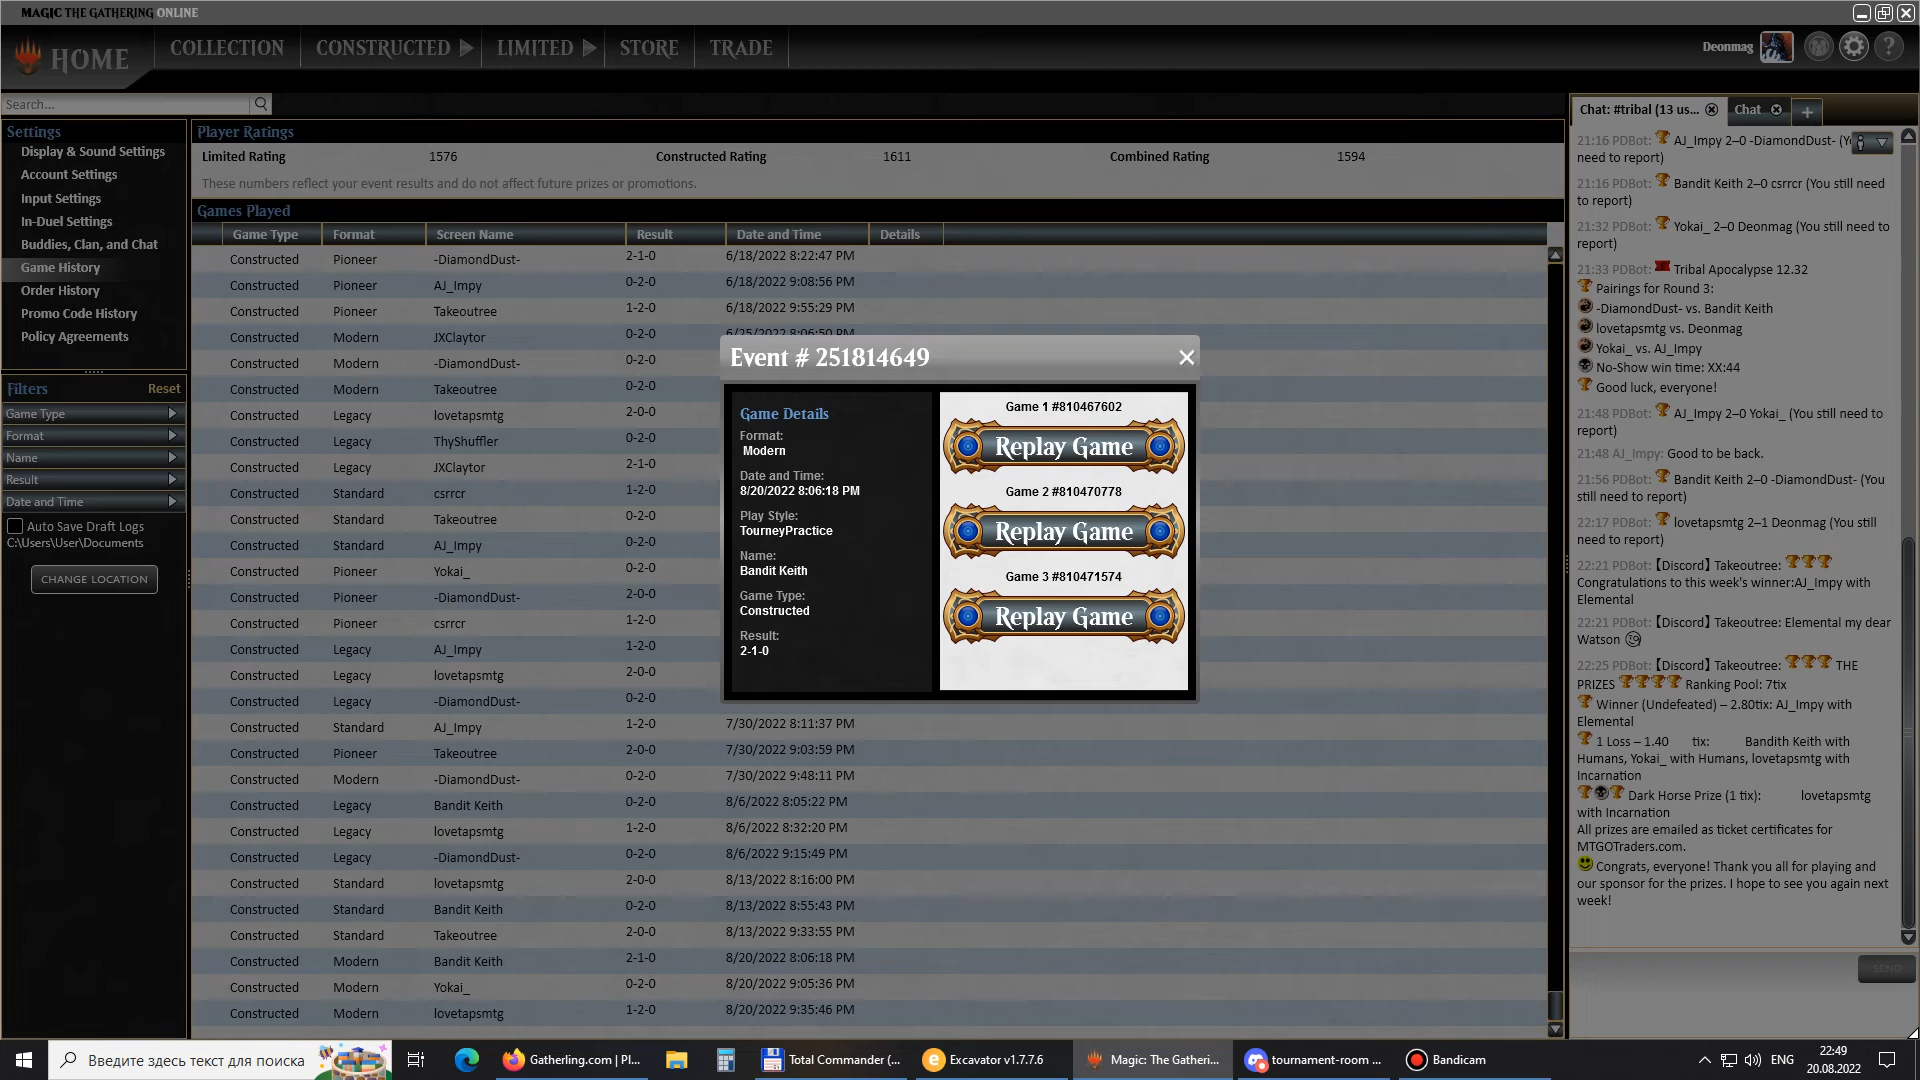 MAGIC THE GATHERING ONLINE
HOME
COLLECTION
CONSTRUCTED
LIMITED
STORE
TRADE
Deonmag
Search...
Settings
Display & Sound Settings
Account Settings
Input Settings
In-Duel Settings
Buddies, Clan, and Chat
Game History
Order History
Promo Code History
Policy Agreements
Filters Reset
Game Type
Format
Name
Result
Date and Time
Auto Save Draft Logs
C:\Users\User\Documents
CHANGE LOCATION
Player Ratings
Limited Rating 1576 Constructed Rating 1611 Combined Rating 1594
These numbers reflect your event results and do not affect future prizes or promotions.
Games Played
Game Type Format Screen Name Result Date and Time Details
Constructed Pioneer -DiamondDust- 2-1-0 6/18/2022 8:22:47 PM
Constructed Pioneer AJ_Impy 0-2-0 6/18/2022 9:08:56 PM
Constructed Pioneer Takeoutree 1-2-0 6/18/2022 9:55:29 PM
Constructed Modern JXClaytor 0-2-0 6/25/2022 8:06:50 PM
Constructed Modern -DiamondDust- 0-2-0
Constructed Modern Takeoutree 0-2-0
Constructed Legacy lovetapsmtg 2-0-0
Constructed Legacy ThyShuffler 0-2-0
Constructed Legacy JXClaytor 2-1-0
Constructed Standard csrrcr 1-2-0
Constructed Standard Takeoutree 0-2-0
Constructed Standard AJ_Impy 0-2-0
Constructed Pioneer Yokai_ 0-2-0
Constructed Pioneer -DiamondDust- 2-0-0
Constructed Pioneer csrrcr 1-2-0
Constructed Legacy AJ_Impy 1-2-0
Constructed Legacy lovetapsmtg 2-0-0
Constructed Legacy -DiamondDust- 0-2-0
Constructed Standard AJ_Impy 1-2-0 7/30/2022 8:11:37 PM
Constructed Pioneer Takeoutree 2-0-0 7/30/2022 9:03:59 PM
Constructed Modern -DiamondDust- 0-2-0 7/30/2022 9:48:11 PM
Constructed Legacy Bandit Keith 0-2-0 8/6/2022 8:05:22 PM
Constructed Legacy lovetapsmtg 1-2-0 8/6/2022 8:32:20 PM
Constructed Legacy -DiamondDust- 0-2-0 8/6/2022 9:15:49 PM
Constructed Standard lovetapsmtg 2-0-0 8/13/2022 8:16:00 PM
Constructed Standard Bandit Keith 0-2-0 8/13/2022 8:55:43 PM
Constructed Standard Takeoutree 2-0-0 8/13/2022 9:33:55 PM
Constructed Modern Bandit Keith 2-1-0 8/20/2022 8:06:18 PM
Constructed Modern Yokai_ 0-2-0 8/20/2022 9:05:36 PM
Constructed Modern lovetapsmtg 1-2-0 8/20/2022 9:35:46 PM
Event # 251814649
Game Details
Format:
Modern
Date and Time:
8/20/2022 8:06:18 PM
Play Style:
TourneyPractice
Name:
Bandit Keith
Game Type:
Constructed
Result:
2-1-0
Game 1 #810467602
Replay Game
Game 2 #810470778
Replay Game
Game 3 #810471574
Replay Game
Chat: #tribal (13 us...
Chat
21:16 PDBot: 🏆 AJ_Impy 2–0 -DiamondDust- (Y
need to report)
21:16 PDBot: 🏆 Bandit Keith 2–0 csrrcr (You still need
to report)
21:32 PDBot: 🏆 Yokai_ 2–0 Deonmag (You still need to
report)
21:33 PDBot: Tribal Apocalypse 12.32
🏆 Pairings for Round 3:
-DiamondDust- vs. Bandit Keith
lovetapsmtg vs. Deonmag
Yokai_ vs. AJ_Impy
No-Show win time: XX:44
🏆 Good luck, everyone!
21:48 PDBot: 🏆 AJ_Impy 2–0 Yokai_ (You still need to
report)
21:48 AJ_Impy: Good to be back.
21:56 PDBot: 🏆 Bandit Keith 2–0 -DiamondDust- (You
still need to report)
22:17 PDBot: 🏆 lovetapsmtg 2–1 Deonmag (You still
need to report)
22:21 PDBot: 【Discord】 Takeoutree: 🏆🏆🏆
Congratulations to this week's winner:AJ_Impy with
Elemental
22:21 PDBot: 【Discord】 Takeoutree: Elemental my dear
Watson
22:25 PDBot: 【Discord】 Takeoutree: 🏆🏆🏆 THE
PRIZES 🏆🏆🏆🏆 Ranking Pool: 7tix
🏆 Winner (Undefeated) – 2.80tix: AJ_Impy with
Elemental
🏆 1 Loss – 1.40 tix: Bandith Keith with
Humans, Yokai_ with Humans, lovetapsmtg with
Incarnation
🏆💀🏆 Dark Horse Prize (1 tix): lovetapsmtg
with Incarnation
All prizes are emailed as ticket certificates for
MTGOTraders.com.
Congrats, everyone! Thank you all for playing and
our sponsor for the prizes. I hope to see you again next
week!
SEND
Введите здесь текст для поиска
Gatherling.com | Pl...
Total Commander (...
Excavator v1.7.7.6
Magic: The Gatheri...
tournament-room ...
Bandicam
ENG
22:49
20.08.2022